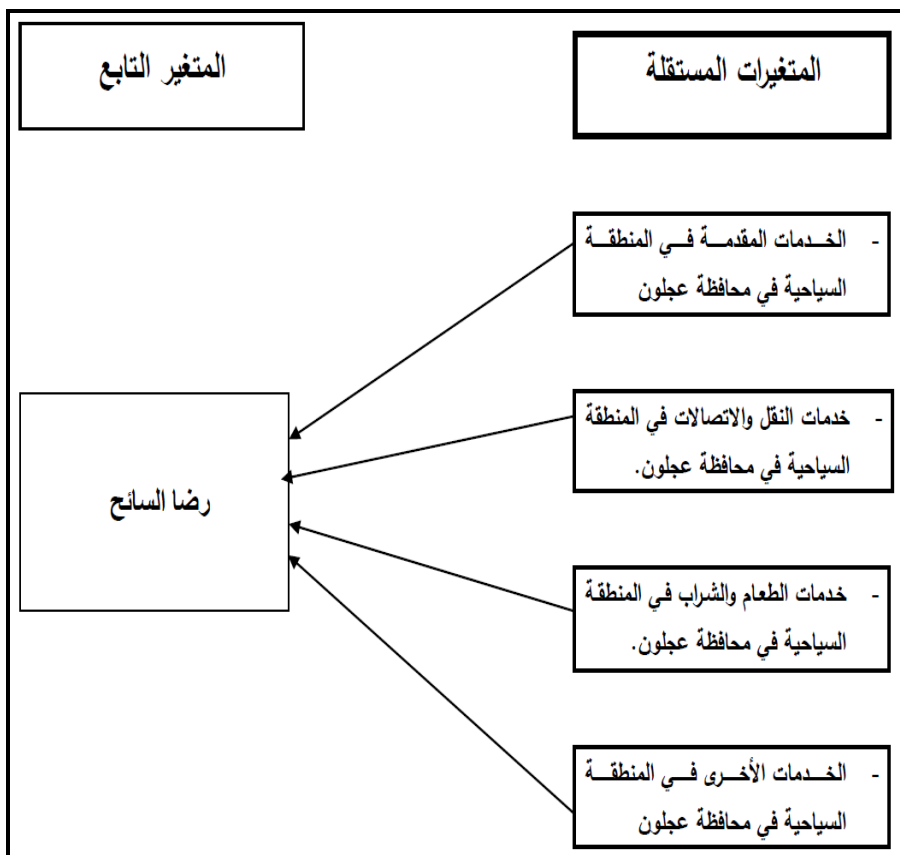 المتغيرات المستقلة
المتغير التابع
- الخدمات المقدمة في المنطقة
السياحية في محافظة عجلون
- خدمات النقل والاتصالات في المنطقة
السياحية في محافظة عجلون.
رضا السائح
- خدمات الطعام والشراب في المنطقة
السياحية في محافظة عجلون.
- الخدمات الأخرى في المنطقة
السياحية في محافظة عجلون